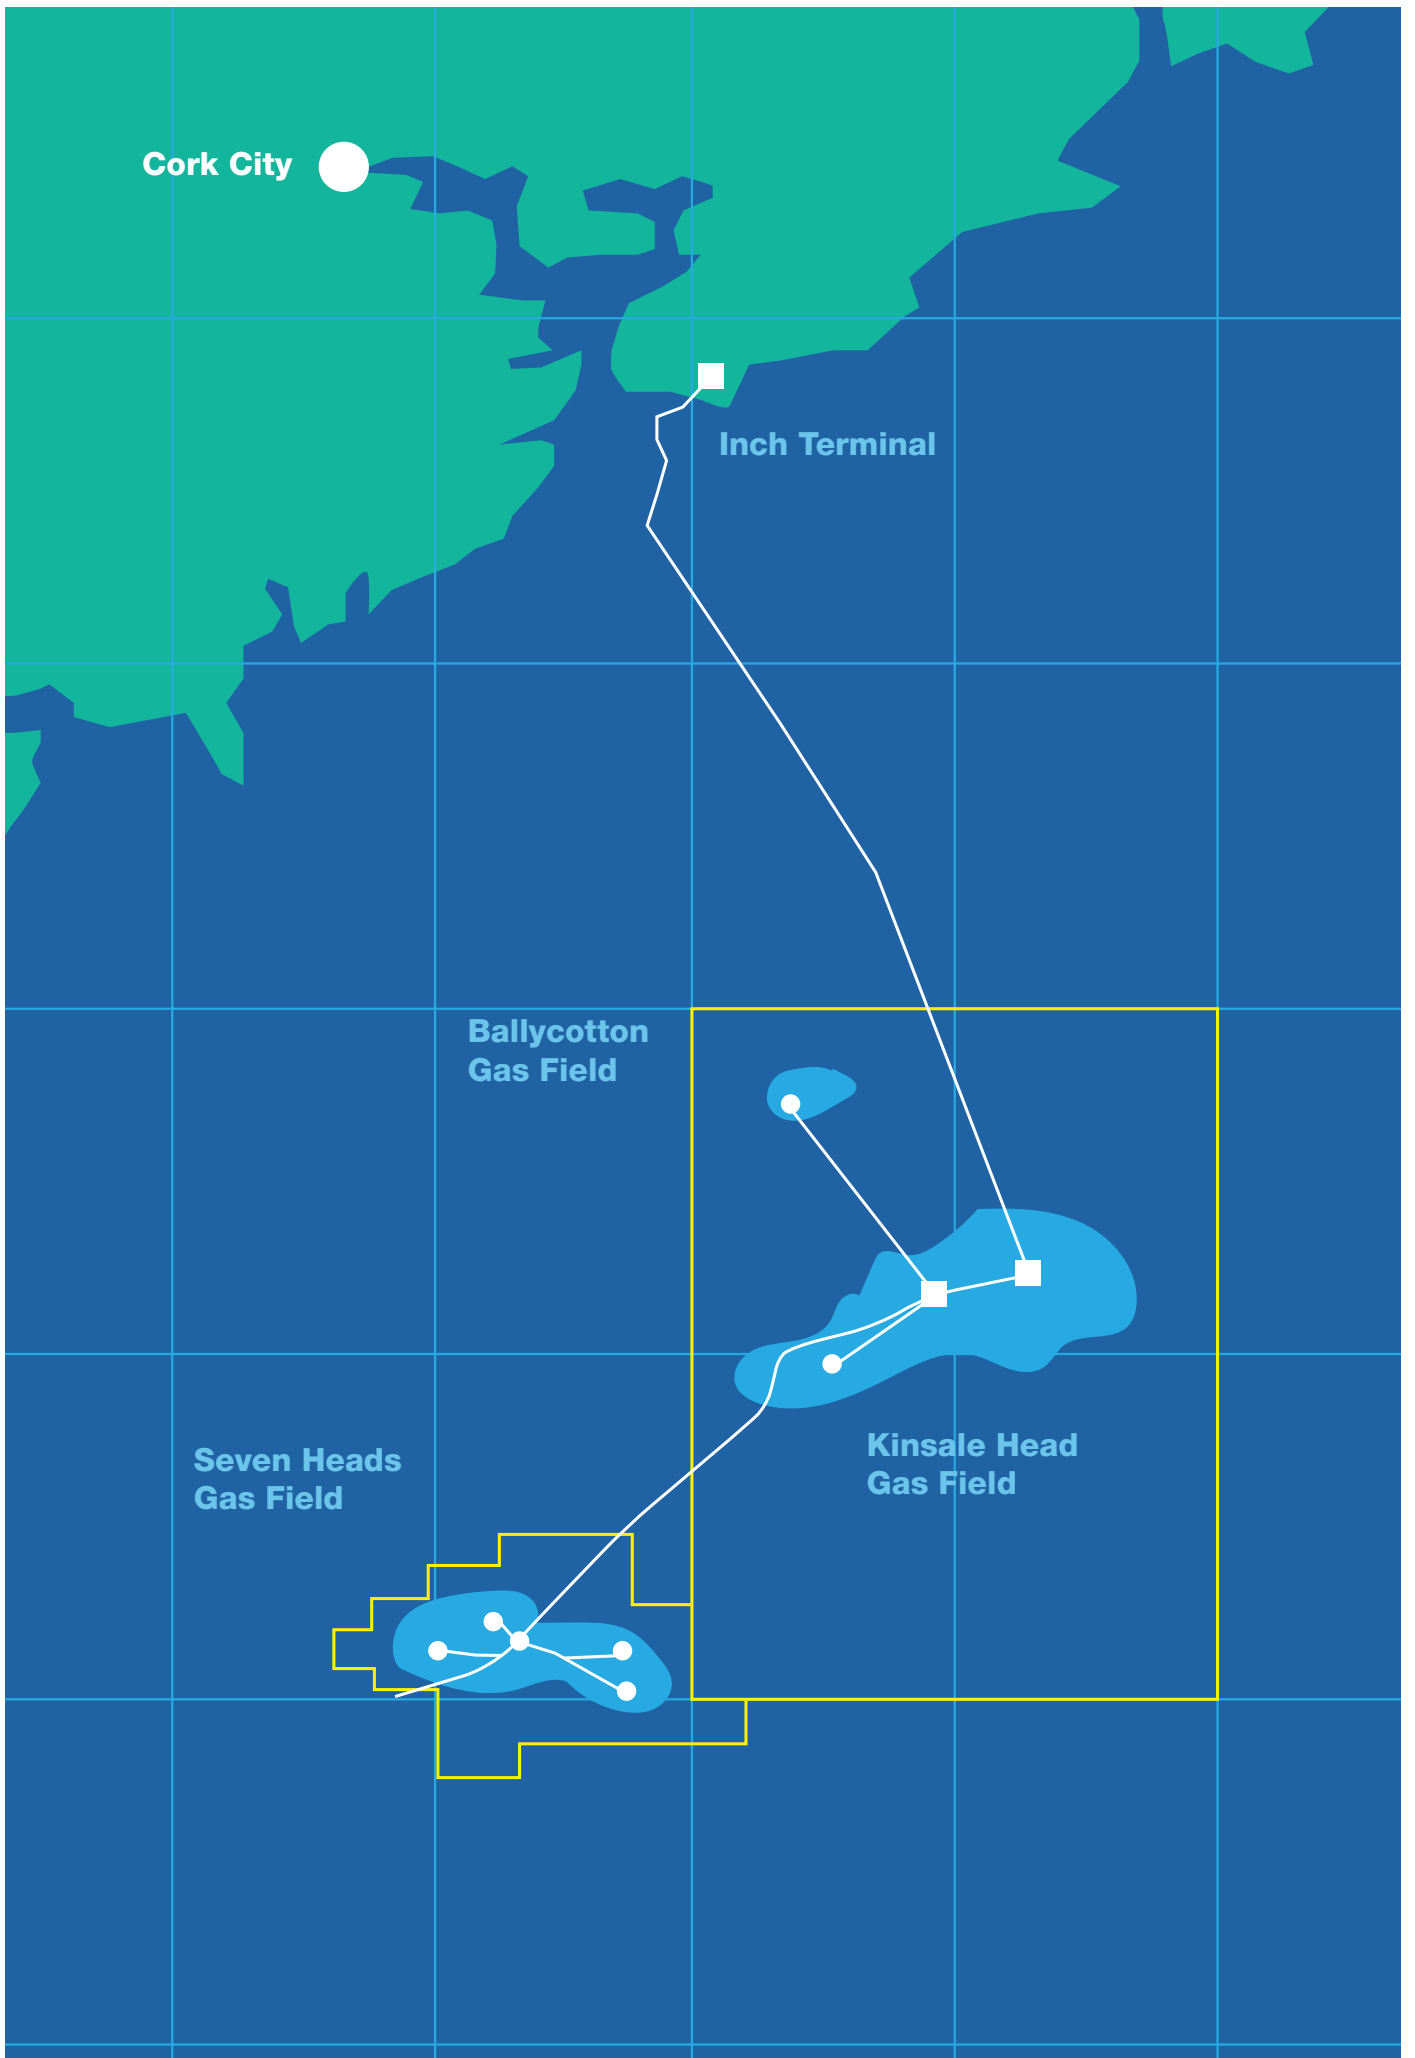 Cork City
Inch Terminal
Ballycotton
Gas Field
Seven Heads
Gas Field
Kinsale Head
Gas Field